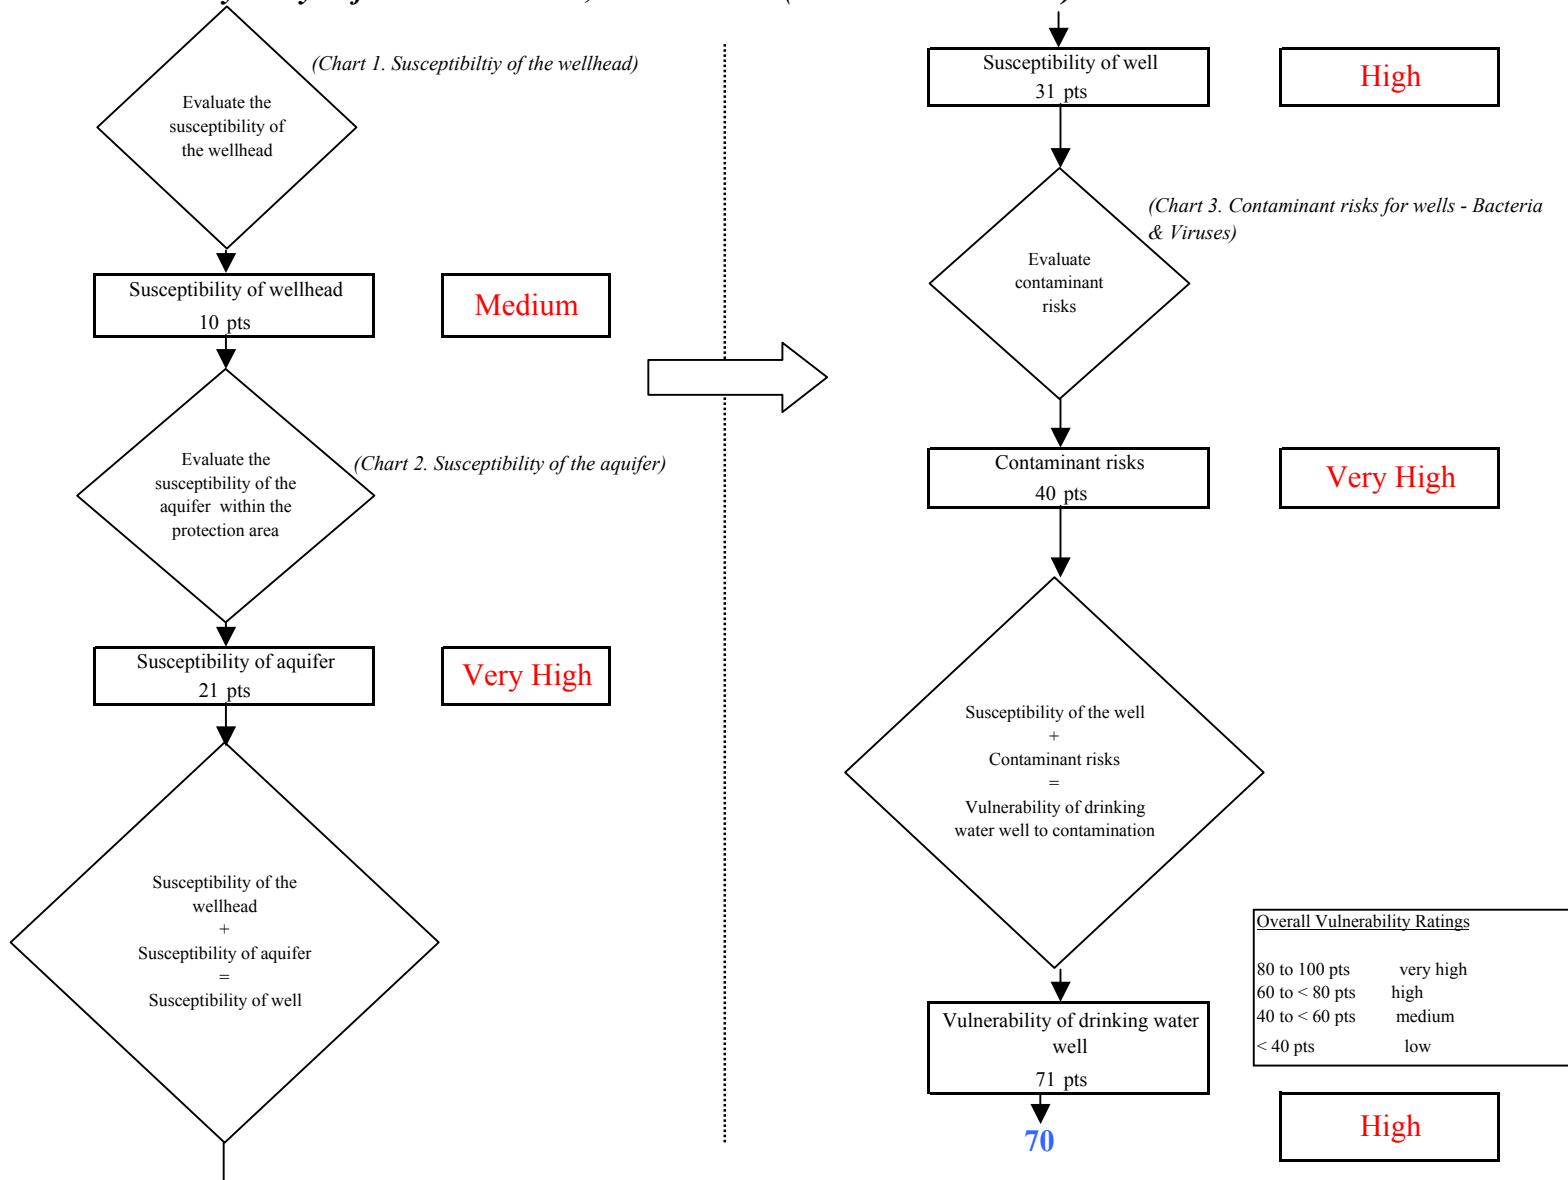 (Chart 1. Susceptibiltiy of the wellhead)
Evaluate the
susceptibility of
the wellhead
Susceptibility of wellhead
10 pts
Medium
Evaluate the
susceptibility of the
aquifer within the
protection area
(Chart 2. Susceptibility of the aquifer)
Susceptibility of aquifer
21 pts
Very High
Susceptibility of the
wellhead
+
Susceptibility of aquifer
=
Susceptibility of well
Susceptibility of well
31 pts
High
(Chart 3. Contaminant risks for wells - Bacteria
& Viruses)
Evaluate
contaminant
risks
Contaminant risks
40 pts
Very High
Susceptibility of the well
+
Contaminant risks
=
Vulnerability of drinking
water well to contamination
Overall Vulnerability Ratings
80 to 100 pts very high
60 to < 80 pts high
40 to < 60 pts medium
< 40 pts low
Vulnerability of drinking water
well
71 pts
70
High